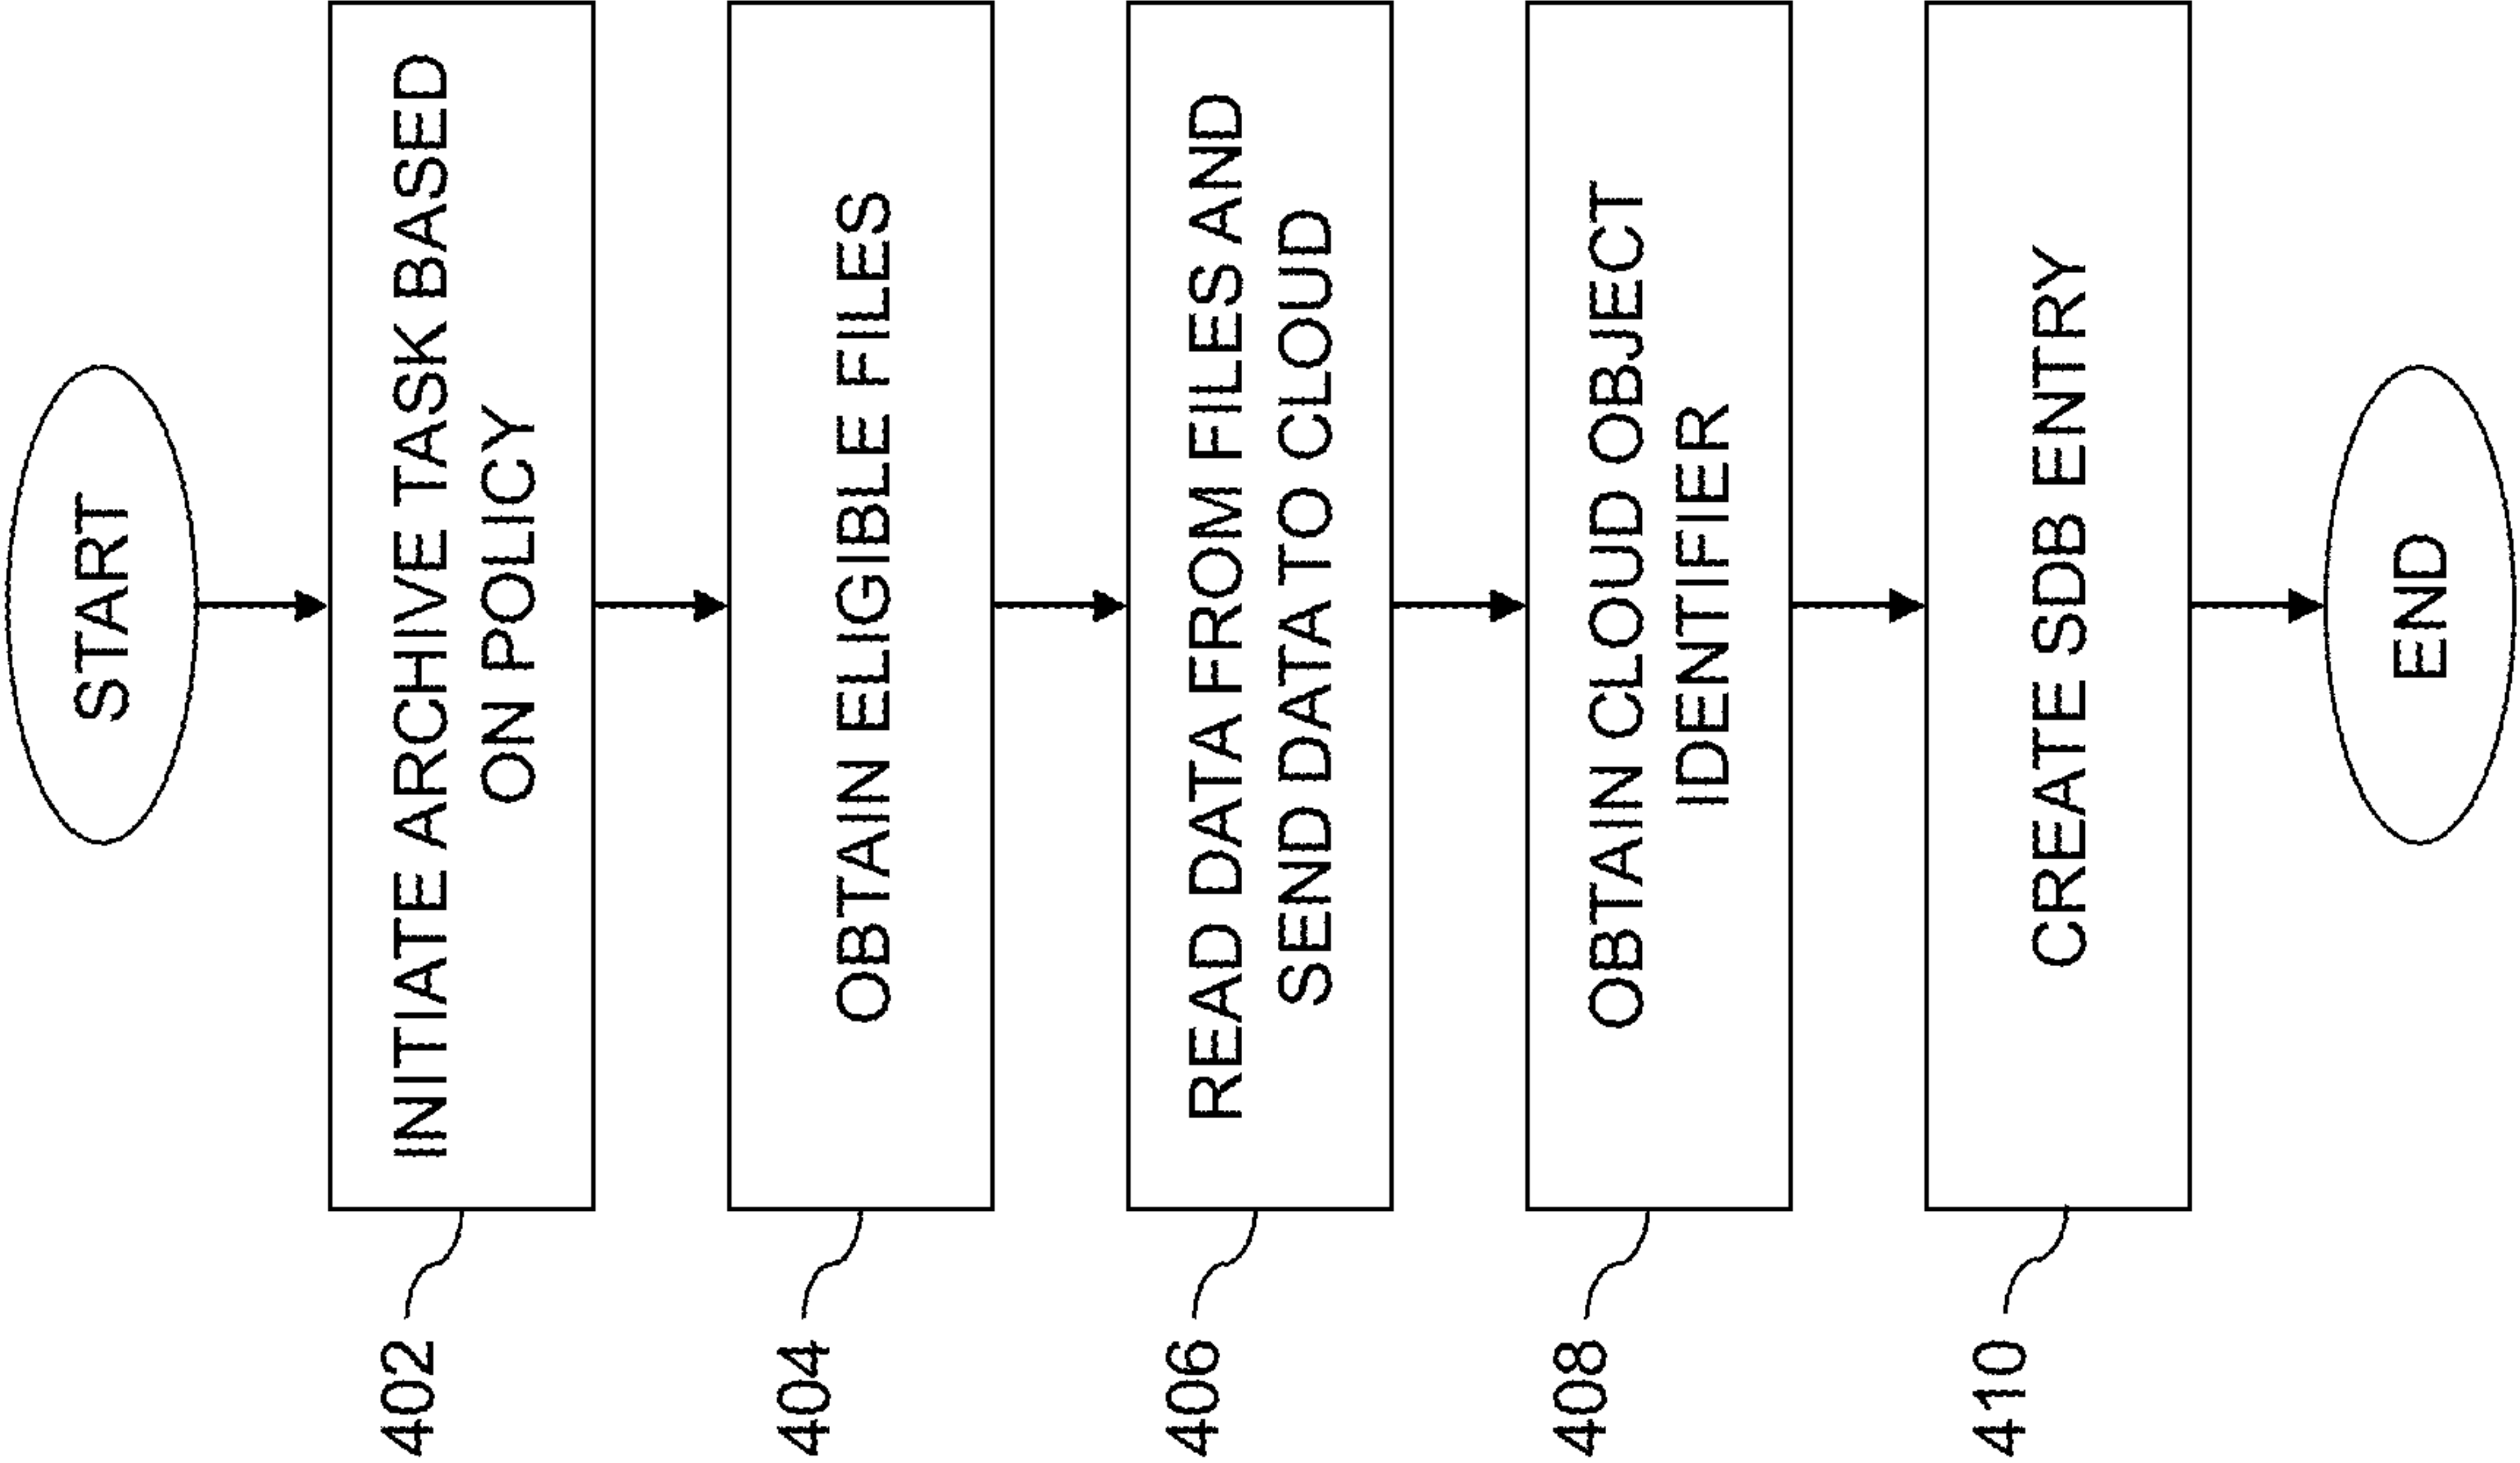 START
402
INITIATE ARCHIVE TASK BASED
ON POLICY
404
OBTAIN ELIGIBLE FILES
406
READ DATA FROM FILES AND
SEND DATA TO CLOUD
408
OBTAIN CLOUD OBJECT
IDENTIFIER
410
CREATE SDB ENTRY
END